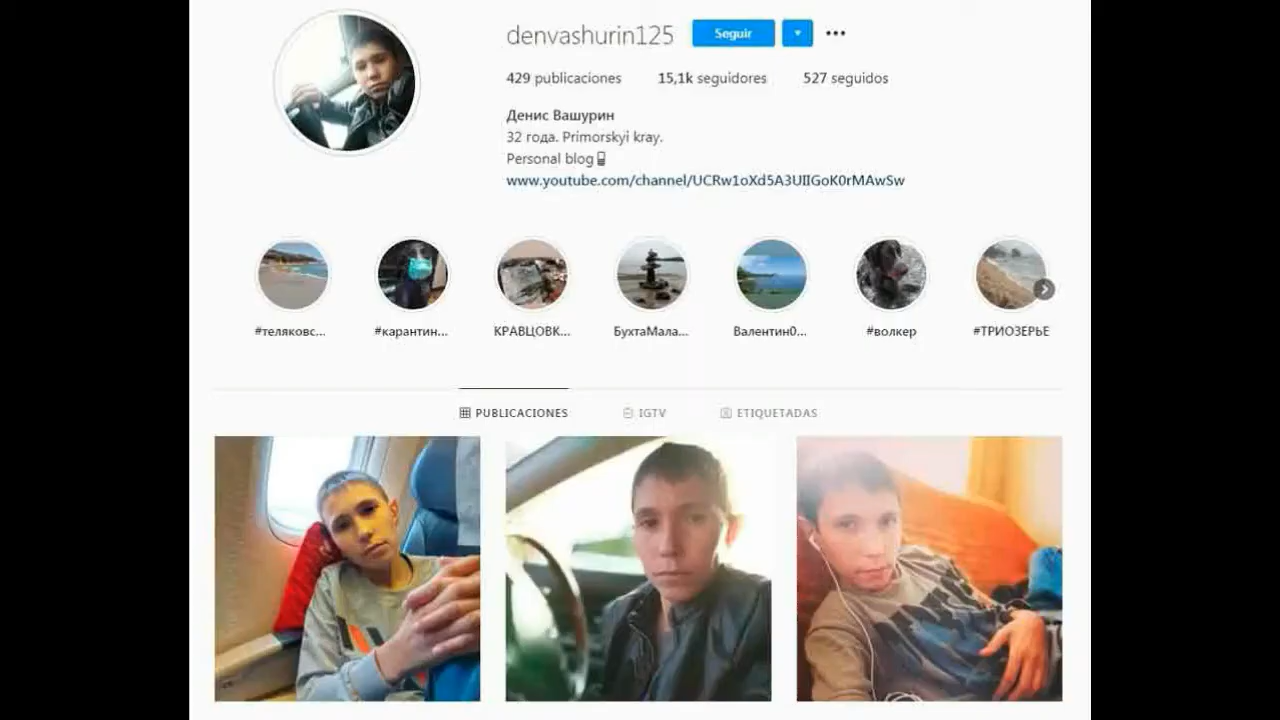 denvashurin125 Seguir
429 publicaciones 15,1k seguidores 527 seguidos
Денис Вашурин
32 года. Primorskyi kray.
Personal blog
www.youtube.com/channel/UCRw1oXd5A3UIIGoK0rMAwSw
#теляковс... #карантин... КРАВЦОВК... БухтаМала... Валентин0... #волкер #ТРИОЗЕРЬЕ
PUBLICACIONES IGTV ETIQUETADAS